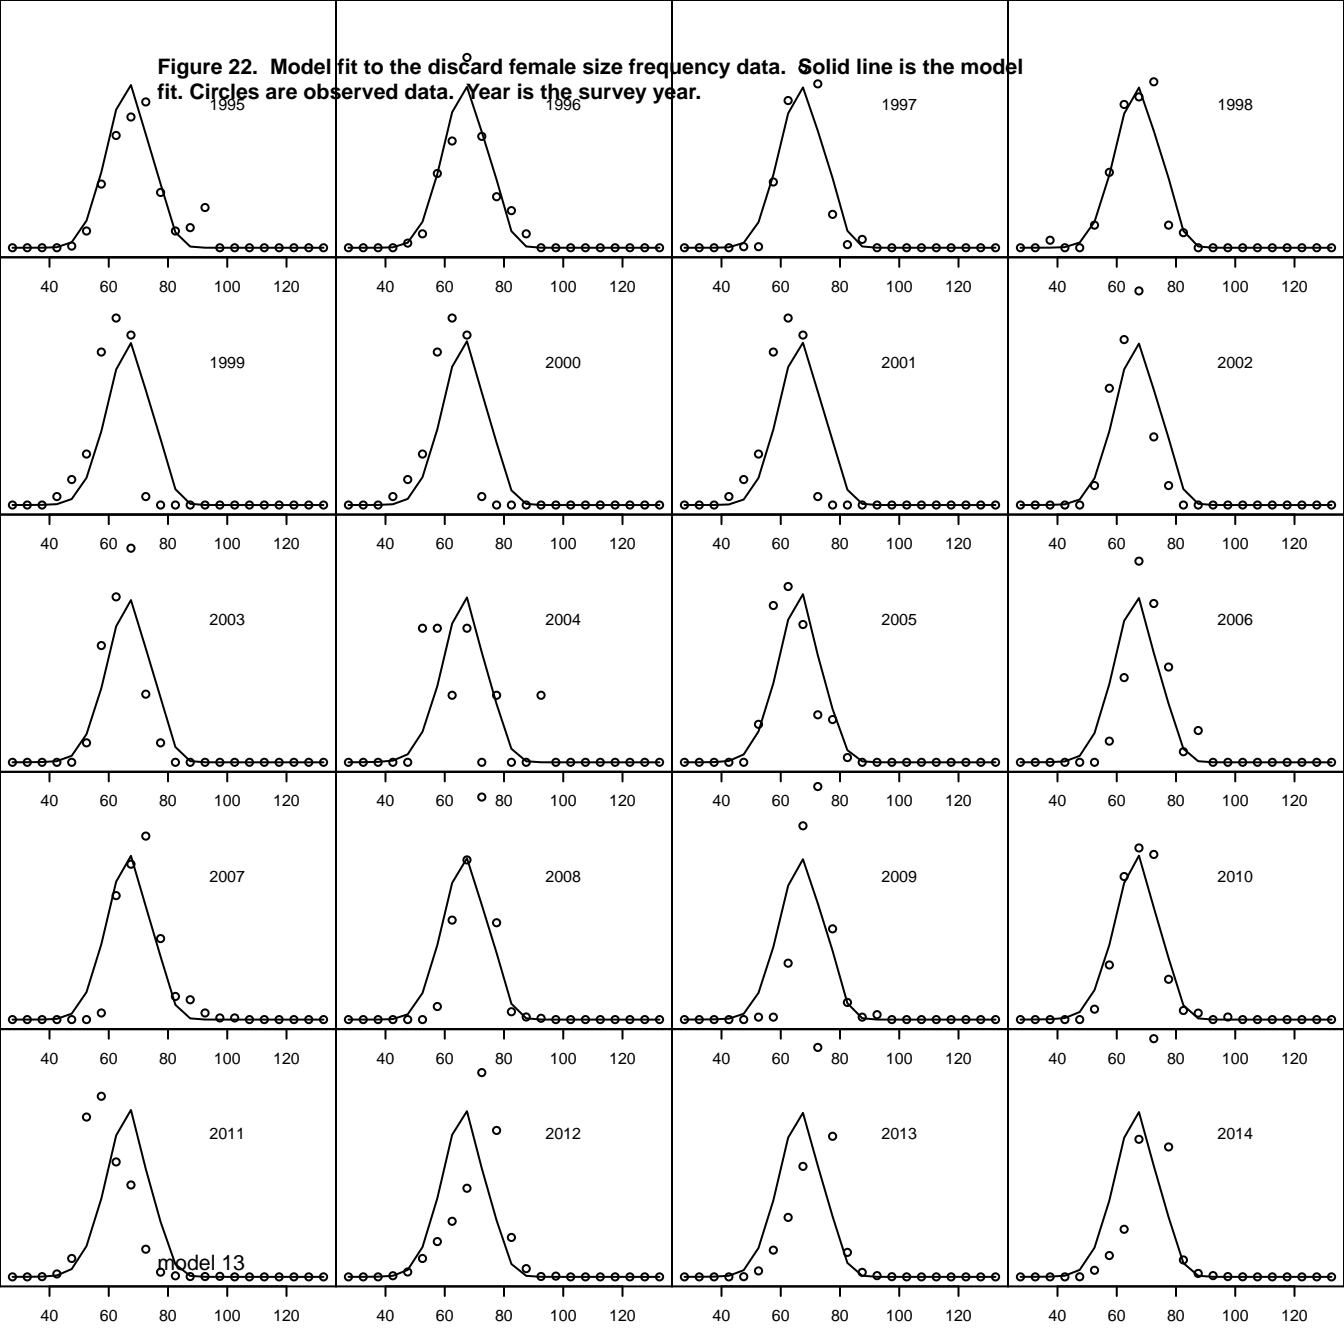 Figure 22.  Model fit to the discard female size frequency data.  Solid line is the model
fit. Circles are observed data.  Year is the survey year.
1995 1996 1997 1998
40 60 80 100 120 40 60 80 100 120 40 60 80 100 120 40 60 80 100 120
1999 2000 2001 2002
40 60 80 100 120 40 60 80 100 120 40 60 80 100 120 40 60 80 100 120
2003 2004 2005 2006
40 60 80 100 120 40 60 80 100 120 40 60 80 100 120 40 60 80 100 120
2007 2008 2009 2010
40 60 80 100 120 40 60 80 100 120 40 60 80 100 120 40 60 80 100 120
2011 2012 2013 2014
model 13
40 60 80 100 120 40 60 80 100 120 40 60 80 100 120 40 60 80 100 120